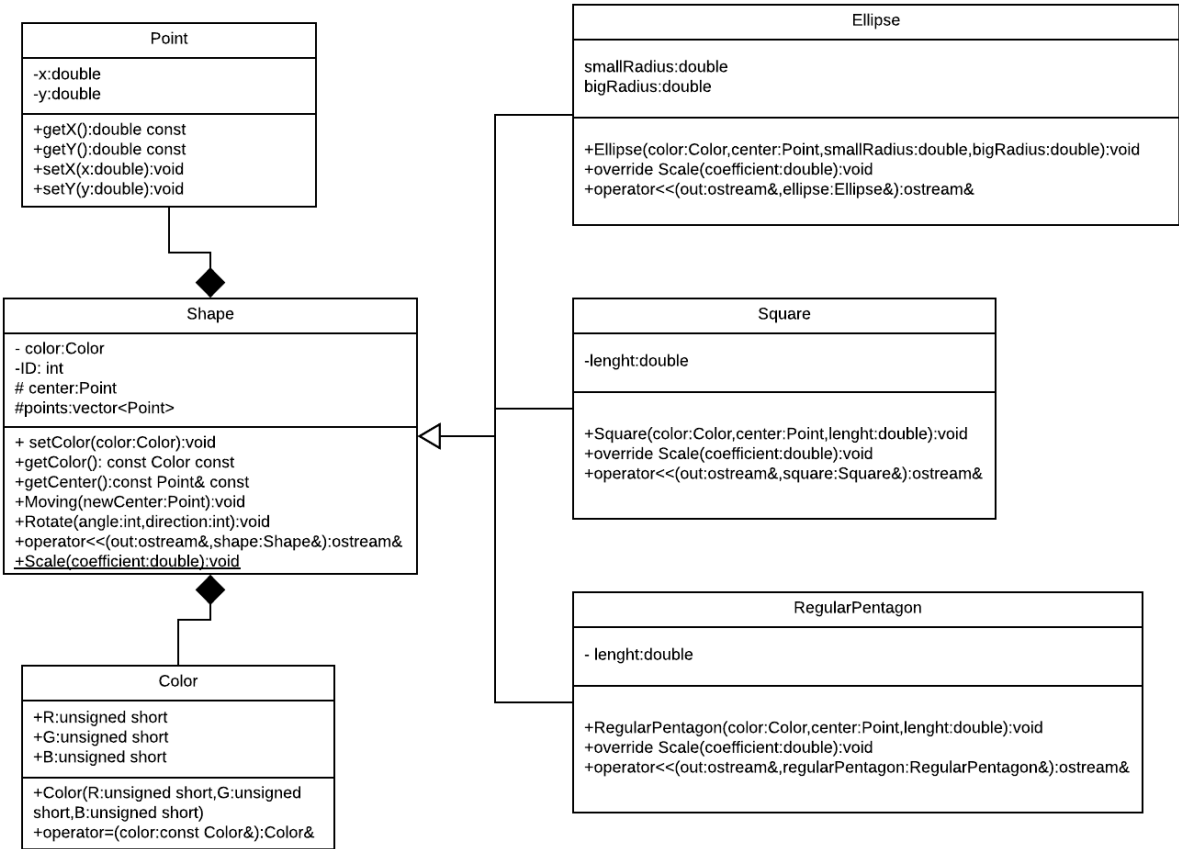 Point
-x:double
-y:double
+getX():double const
+getY():double const
+setX(x:double):void
+setY(y:double):void
Shape
- color:Color
-ID: int
# center:Point
#points:vector<Point>
+ setColor(color:Color):void
+getColor(): const Color const
+getCenter():const Point& const
+Moving(newCenter:Point):void
+Rotate(angle:int,direction:int):void
+operator<<(out:ostream&,shape:Shape&):ostream&
+Scale(coefficient:double):void
Color
+R:unsigned short
+G:unsigned short
+B:unsigned short
+Color(R:unsigned short,G:unsigned
short,B:unsigned short)
+operator=(color:const Color&):Color&
Ellipse
smallRadius:double
bigRadius:double
+Ellipse(color:Color,center:Point,smallRadius:double,bigRadius:double):void
+override Scale(coefficient:double):void
+operator<<(out:ostream&,ellipse:Ellipse&):ostream&
Square
-lenght:double
+Square(color:Color,center:Point,lenght:double):void
+override Scale(coefficient:double):void
+operator<<(out:ostream&,square:Square&):ostream&
RegularPentagon
- lenght:double
+RegularPentagon(color:Color,center:Point,lenght:double):void
+override Scale(coefficient:double):void
+operator<<(out:ostream&,regularPentagon:RegularPentagon&):ostream&